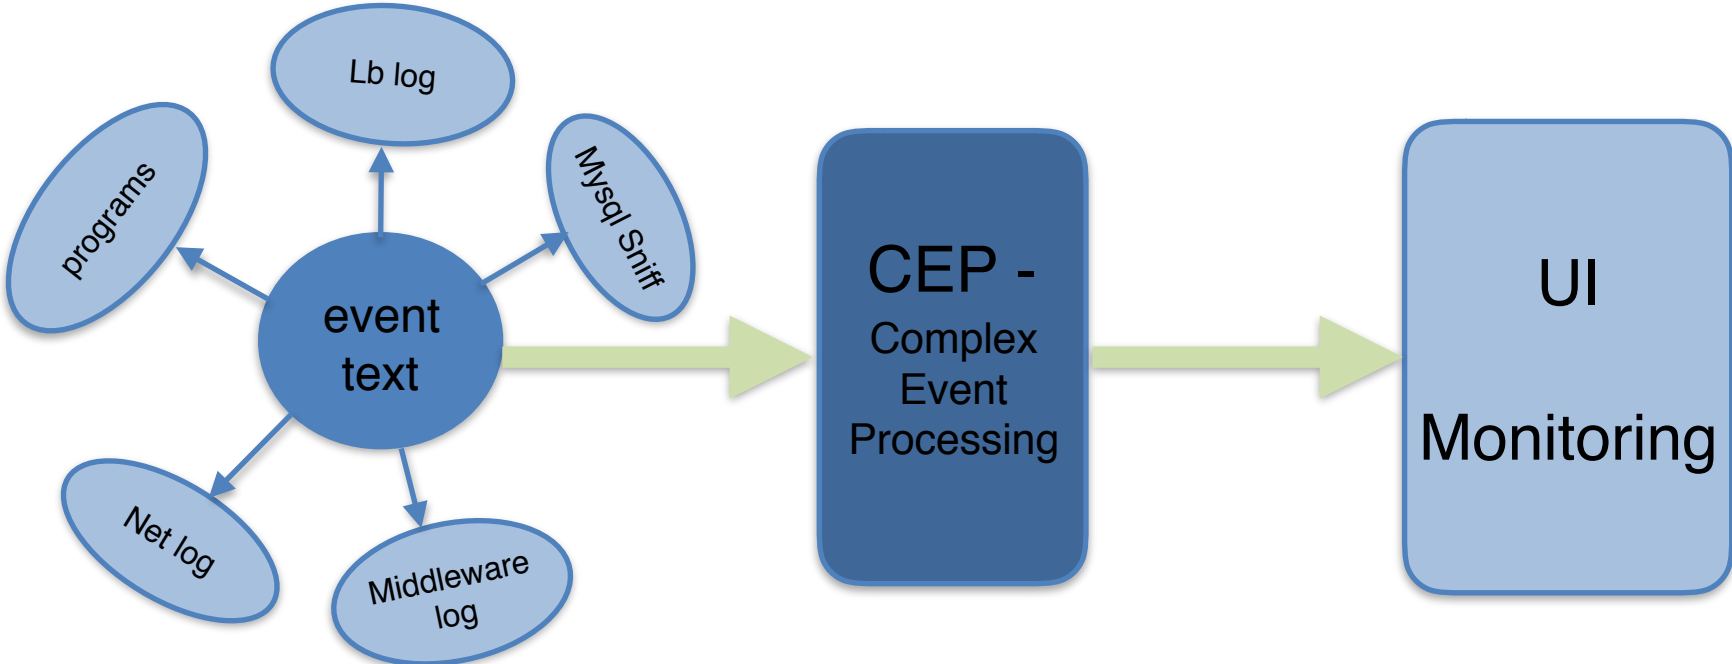 Lb log
programs
Mysql Sniff
event
text
Net log
Middleware
log
CEP -
Complex
Event
Processing
UI
Monitoring